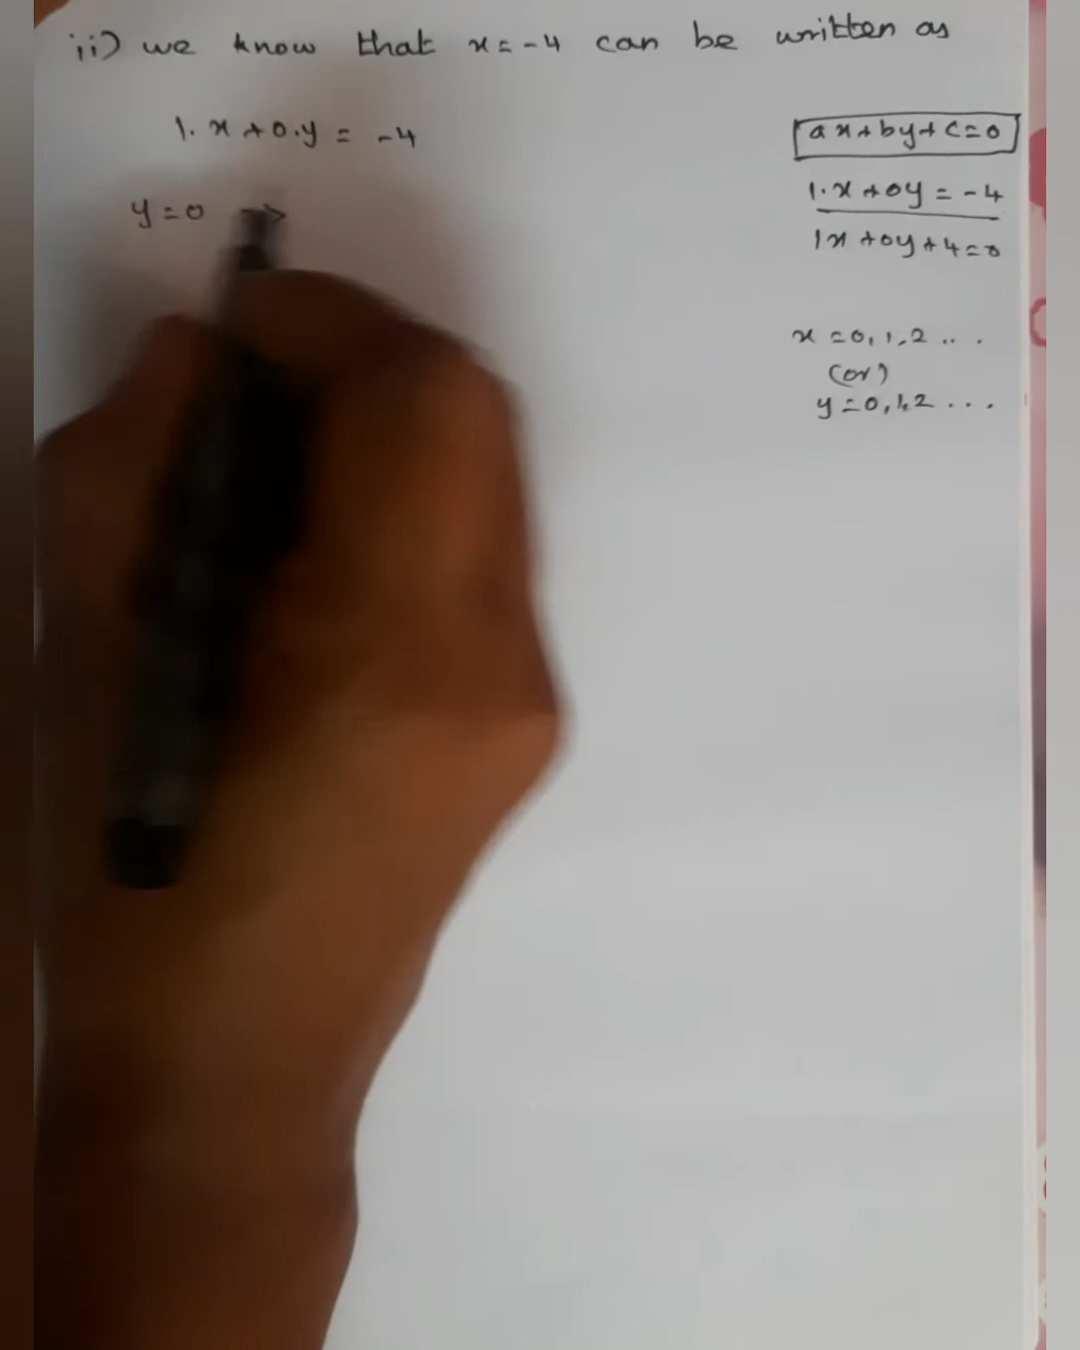 ii) we know that x = -4 can be written as
1. x + 0.y = -4
y = 0 ⇒
ax + by + c = 0
1.x + 0y = -4
1x + 0y + 4 = 0
x = 0, 1, 2 ...
(or)
y = 0, 1, 2 ...